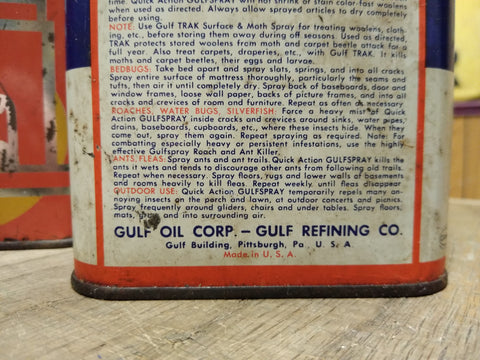 time. Quick Action GULFSPRAY will not shrink or stain color-fast woolens
when used as directed. Always allow sprayed articles to dry completely
before using.
NOTE: Use Gulf TRAK Surface & Moth Spray for treating woolens, cloth-
ing, etc., before storing them away during off seasons. Used as directed,
TRAK protects stored woolens from moth and carpet beetle attack for a
full year. Also treat carpets, draperies, etc., with Gulf TRAK. It kills
moths and carpet beetles, their eggs and larvae.
BEDBUGS: Take bed apart and spray slats, springs, and into all cracks
Spray entire surface of mattress thoroughly, particularly the seams and
tufts, then air it until completely dry. Spray back of baseboards, door and
window frames, loose wall paper, backs of picture frames, and into all
cracks and crevices of room and furniture. Repeat as often as necessary
ROACHES, WATER BUGS, SILVERFISH: Force a heavy mist of Quick
Action GULFSPRAY inside cracks and crevices around sinks, water pipes,
drains, baseboards, cupboards, etc., where these insects hide. When they
come out, spray them again. Repeat spraying as required. Note: For
combatting especially heavy or persistent infestations, use the highly
effective Gulfspray Roach and Ant Killer.
ANTS, FLEAS: Spray ants and ant trails. Quick Action GULFSPRAY kills the
ants it wets and tends to discourage other ants from following old trails.
Repeat when necessary. Spray floors, rugs and lower walls of basements
and rooms heavily to kill fleas. Repeat weekly until fleas disappear
OUTDOOR USE: Quick Action GULFSPRAY temporarily repels many an-
noying insects on the porch and lawn, at outdoor concerts and picnics.
Spray frequently around gliders, chairs and under tables. Spray floors,
mats, and into surrounding air.
GULF OIL CORP. — GULF REFINING CO.
Gulf Building, Pittsburgh, Pa. U. S. A.
Made in U. S. A.